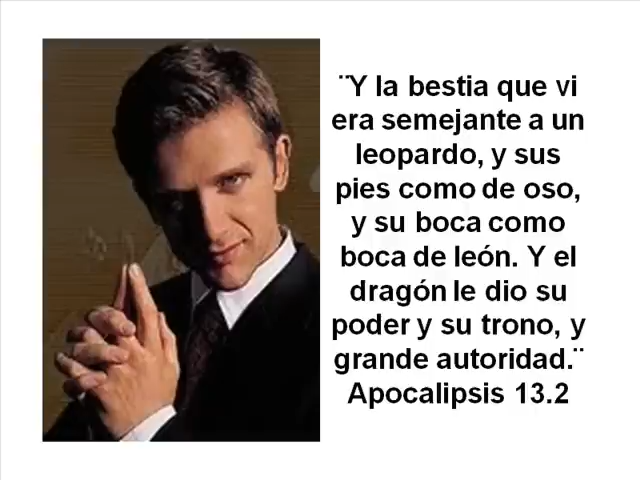 ¨Y la bestia que vi
era semejante a un
leopardo, y sus
pies como de oso,
y su boca como
boca de león. Y el
dragón le dio su
poder y su trono, y
grande autoridad.¨
Apocalipsis 13.2